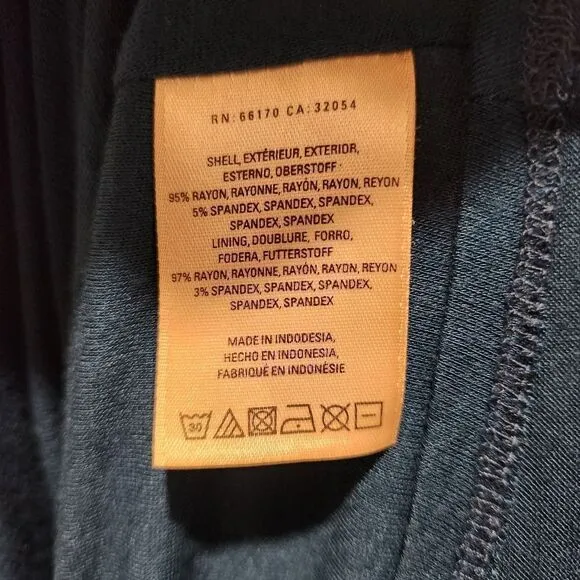 RN: 66170 CA: 32054
SHELL, EXTÉRIEUR, EXTERIOR,
ESTERNO, OBERSTOFF
95% RAYON, RAYONNE, RAYÓN, RAYON, REYON
5% SPANDEX, SPANDEX, SPANDEX,
SPANDEX, SPANDEX
LINING, DOUBLURE, FORRO,
FODERA, FUTTERSTOFF
97% RAYON, RAYONNE, RAYÓN, RAYON, REYON
3% SPANDEX, SPANDEX, SPANDEX,
SPANDEX, SPANDEX
MADE IN INDODESIA,
HECHO EN INDONESIA,
FABRIQUÉ EN INDONÉSIE
30